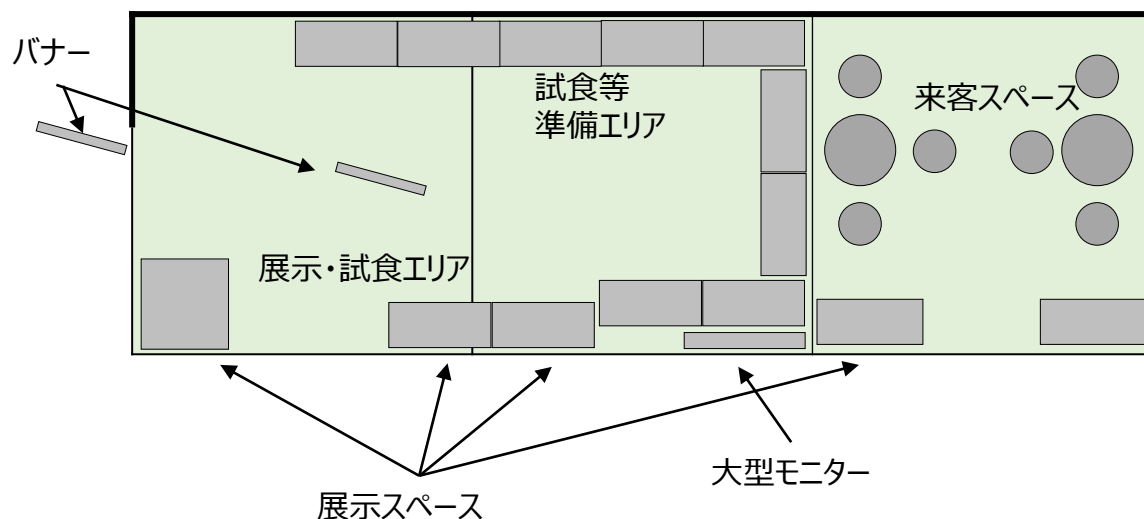 バナー
試食等
準備エリア
来客スペース
展示・試食エリア
大型モニター
展示スペース